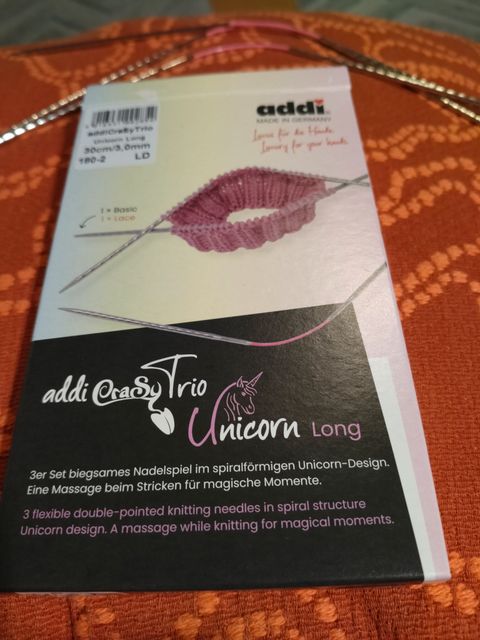 addi
MADE IN GERMANY
Luxus für die Hände.
Luxury for your hands.
addiCraSyTrio
Unicorn Long
30cm/3,0mm
160-2 LD
1 × Basic
1 × Lace
addi CraSyTrio
Unicorn Long
3er Set biegsames Nadelspiel im spiralförmigen Unicorn-Design.
Eine Massage beim Stricken für magische Momente.
3 flexible double-pointed knitting needles in spiral structure
Unicorn design. A massage while knitting for magical moments.